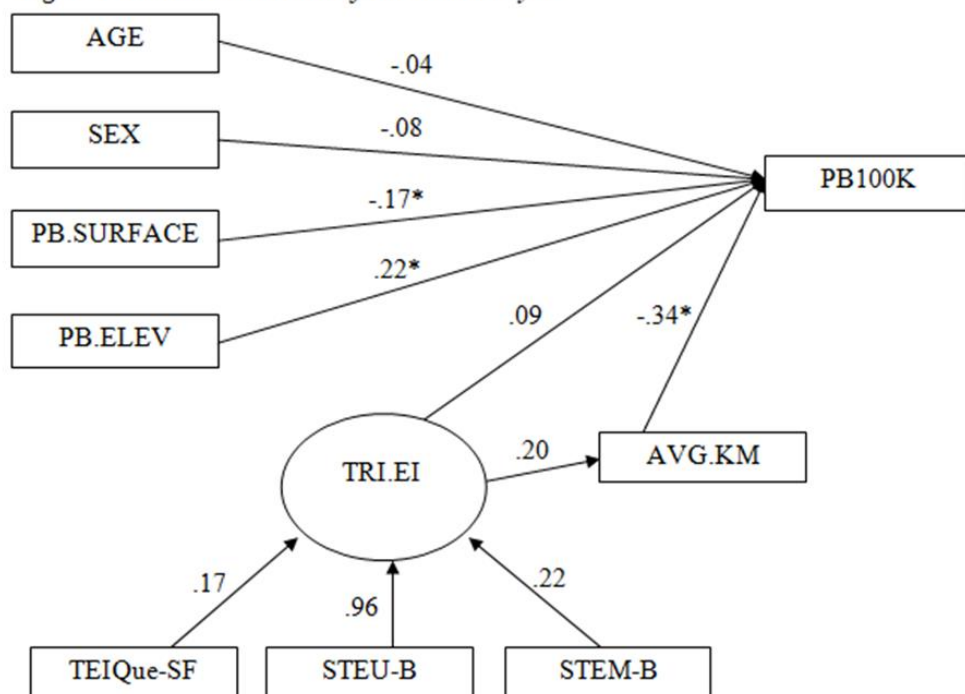 AGE
-.04
SEX
-.08
PB100K
PB.SURFACE
-.17*
.22*
PB.ELEV
.09
-.34*
TRI.EI
.20
AVG.KM
.17
.96
.22
TEIQue-SF
STEU-B
STEM-B